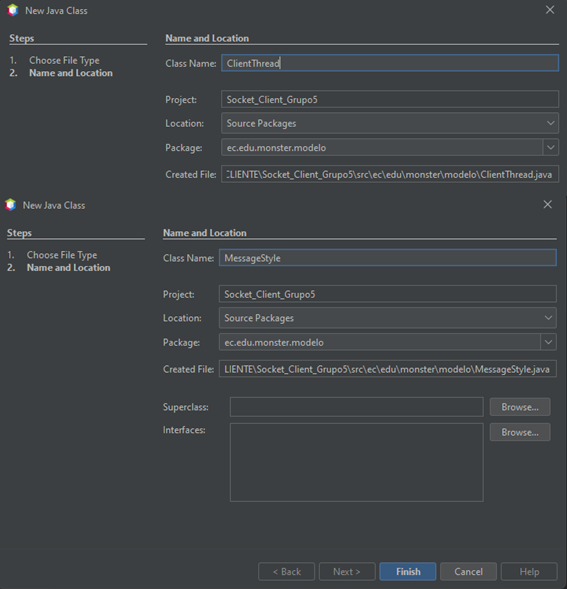 New Java Class
Steps
1. Choose File Type
2. Name and Location
Name and Location
Class Name: ClientThread
Project: Socket_Client_Grupo5
Location: Source Packages
Package: ec.edu.monster.modelo
Created File: LIENTE\Socket_Client_Grupo5\src\ec\edu\monster\modelo\ClientThread.java
New Java Class
Steps
1. Choose File Type
2. Name and Location
Name and Location
Class Name: MessageStyle
Project: Socket_Client_Grupo5
Location: Source Packages
Package: ec.edu.monster.modelo
Created File: LIENTE\Socket_Client_Grupo5\src\ec\edu\monster\modelo\MessageStyle.java
Superclass: Browse...
Interfaces: Browse...
< Back Next > Finish Cancel Help